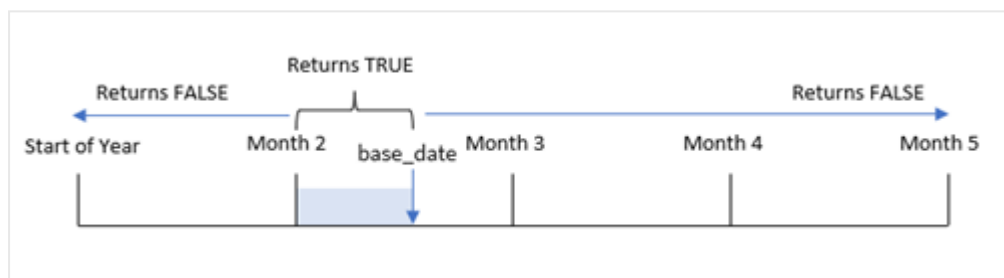 Returns TRUE
Returns FALSE
Returns FALSE
Start of Year
Month 2
base_date
Month 3
Month 4
Month 5